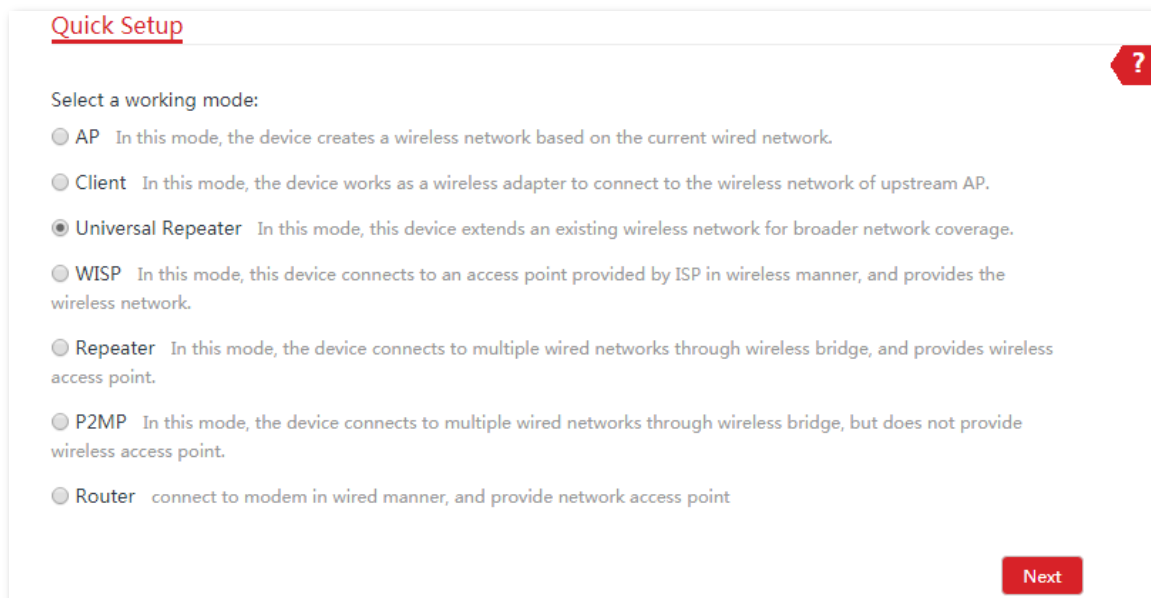 Quick Setup
?
Select a working mode:
AP In this mode, the device creates a wireless network based on the current wired network.
Client In this mode, the device works as a wireless adapter to connect to the wireless network of upstream AP.
Universal Repeater In this mode, this device extends an existing wireless network for broader network coverage.
WISP In this mode, this device connects to an access point provided by ISP in wireless manner, and provides the
wireless network.
Repeater In this mode, the device connects to multiple wired networks through wireless bridge, and provides wireless
access point.
P2MP In this mode, the device connects to multiple wired networks through wireless bridge, but does not provide
wireless access point.
Router connect to modem in wired manner, and provide network access point
Next